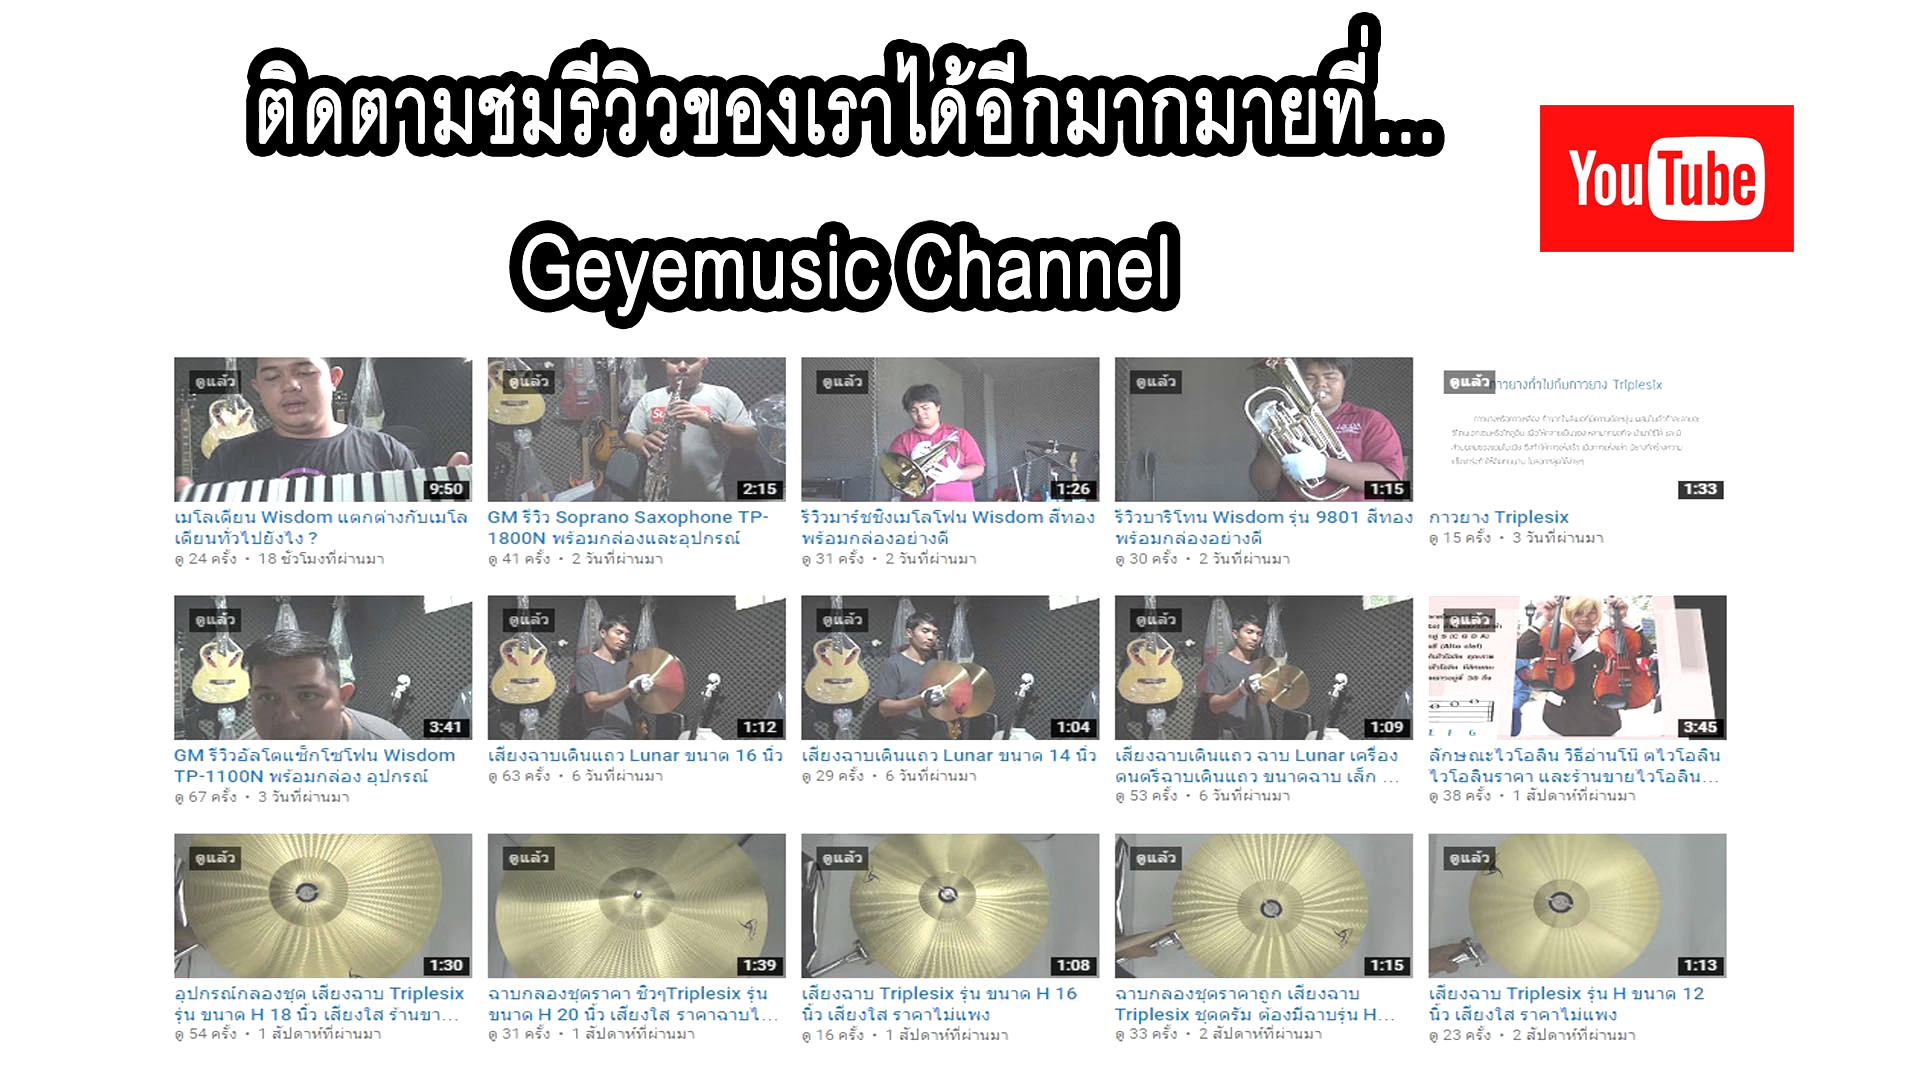 ติดตามชมรีวิวของเราได้อีกมากมายที่...
YouTube
Geyemusic Channel
ดูแล้ว ดูแล้ว ดูแล้ว ดูแล้ว ดูแล้ว กาวยางทั่วไปกับกาวยาง Triplesix
9:50 2:15 1:26 1:15 1:33
เมโลเดียน Wisdom แตกต่างกับเมโล
เดียนทั่วไปยังไง ?
ดู 24 ครั้ง • 18 ชั่วโมงที่ผ่านมา
GM รีวิว Soprano Saxophone TP-
1800N พร้อมกล่องและอุปกรณ์
ดู 41 ครั้ง • 2 วันที่ผ่านมา
รีวิวมาร์ชชิ่งเมโลโฟน Wisdom สีทอง
พร้อมกล่องอย่างดี
ดู 31 ครั้ง • 2 วันที่ผ่านมา
รีวิวบาริโทน Wisdom รุ่น 9801 สีทอง
พร้อมกล่องอย่างดี
ดู 30 ครั้ง • 2 วันที่ผ่านมา
กาวยาง Triplesix
ดู 15 ครั้ง • 3 วันที่ผ่านมา
ดูแล้ว ดูแล้ว ดูแล้ว ดูแล้ว ดูแล้ว
3:41 1:12 1:04 1:09 3:45
GM รีวิวอัลโตแซ็กโซโฟน Wisdom
TP-1100N พร้อมกล่อง อุปกรณ์
ดู 67 ครั้ง • 3 วันที่ผ่านมา
เสียงฉาบเดินแถว Lunar ขนาด 16 นิ้ว
ดู 63 ครั้ง • 6 วันที่ผ่านมา
เสียงฉาบเดินแถว Lunar ขนาด 14 นิ้ว
ดู 29 ครั้ง • 6 วันที่ผ่านมา
เสียงฉาบเดินแถว ฉาบ Lunar เครื่อง
ดนตรีฉาบเดินแถว ขนาดฉาบ เล็ก ...
ดู 53 ครั้ง • 6 วันที่ผ่านมา
ลักษณะไวโอลิน วิธีอ่านโน๊ ตไวโอลิน
ไวโอลินราคา และร้านขายไวโอลิน...
ดู 38 ครั้ง • 1 สัปดาห์ที่ผ่านมา
ดูแล้ว ดูแล้ว ดูแล้ว ดูแล้ว ดูแล้ว
1:30 1:39 1:08 1:15 1:13
อุปกรณ์กลองชุด เสียงฉาบ Triplesix
รุ่น ขนาด H 18 นิ้ว เสียงใส ร้านขา...
ดู 54 ครั้ง • 1 สัปดาห์ที่ผ่านมา
ฉาบกลองชุดราคา ชิวๆTriplesix รุ่น
ขนาด H 20 นิ้ว เสียงใส ราคาฉาบไ...
ดู 31 ครั้ง • 1 สัปดาห์ที่ผ่านมา
เสียงฉาบ Triplesix รุ่น ขนาด H 16
นิ้ว เสียงใส ราคาไม่แพง
ดู 16 ครั้ง • 1 สัปดาห์ที่ผ่านมา
ฉาบกลองชุดราคาถูก เสียงฉาบ
Triplesix ชุดดรัม ต้องมีฉาบรุ่น H...
ดู 33 ครั้ง • 2 สัปดาห์ที่ผ่านมา
เสียงฉาบ Triplesix รุ่น H ขนาด 12
นิ้ว เสียงใส ราคาไม่แพง
ดู 23 ครั้ง • 2 สัปดาห์ที่ผ่านมา